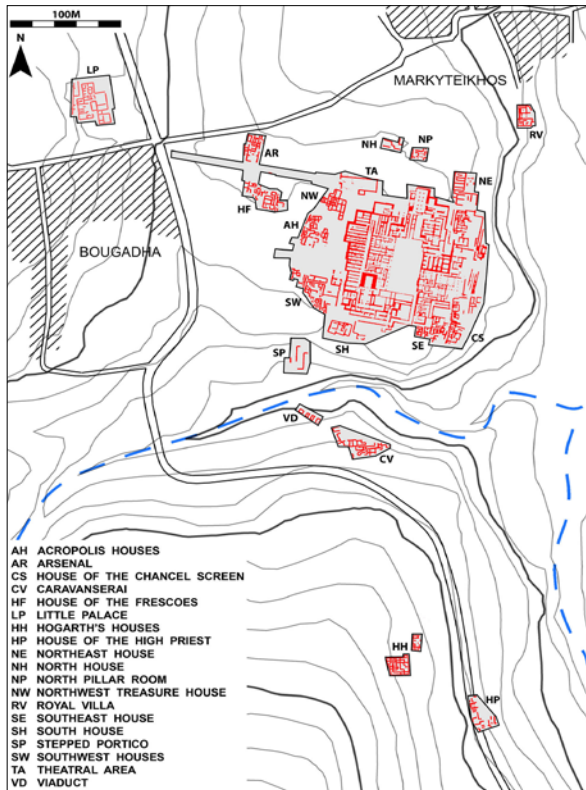 100M
N
LP
MARKYTEIKHOS
RV
AR
NH
NP
TA
NE
HF
NW
AH
BOUGADHA
SW
SP
SH
SE
CS
VD
CV
HH
HP
AH ACROPOLIS HOUSES
AR ARSENAL
CS HOUSE OF THE CHANCEL SCREEN
CV CARAVANSERAI
HF HOUSE OF THE FRESCOES
LP LITTLE PALACE
HH HOGARTH'S HOUSES
HP HOUSE OF THE HIGH PRIEST
NE NORTHEAST HOUSE
NH NORTH HOUSE
NP NORTH PILLAR ROOM
NW NORTHWEST TREASURE HOUSE
RV ROYAL VILLA
SE SOUTHEAST HOUSE
SH SOUTH HOUSE
SP STEPPED PORTICO
SW SOUTHWEST HOUSES
TA THEATRAL AREA
VD VIADUCT